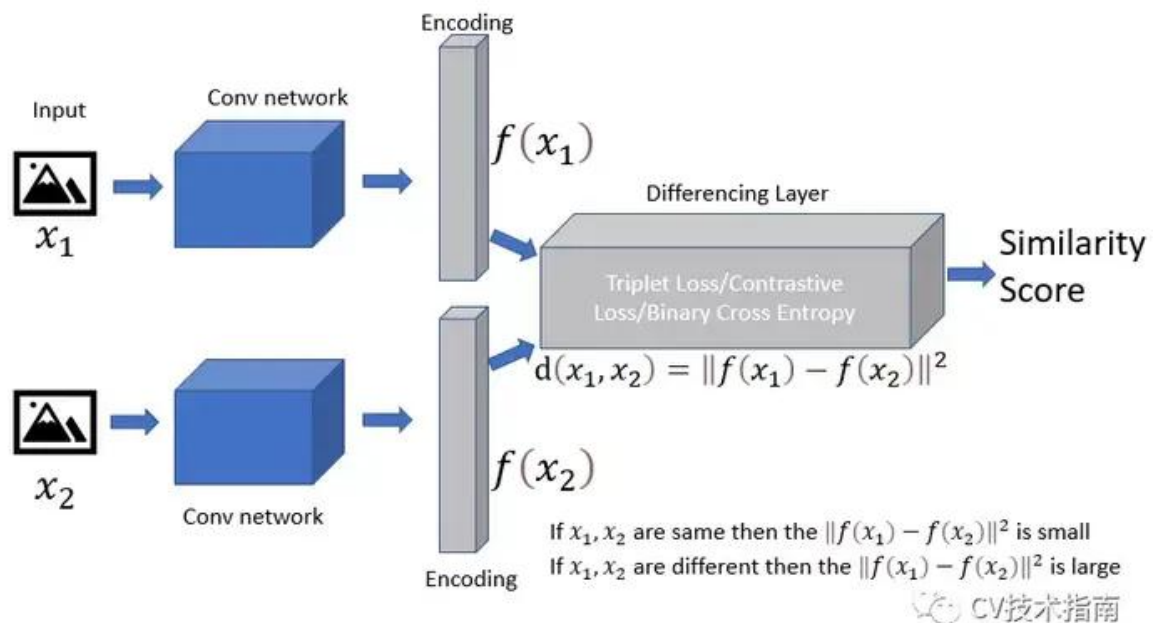 Encoding
Conv network
Input
f(x₁)
x₁
Differencing Layer
Triplet Loss/Contrastive
Loss/Binary Cross Entropy
Similarity
Score
d(x₁, x₂) = ‖f(x₁) − f(x₂)‖²
f(x₂)
x₂
Conv network
Encoding
If x₁, x₂ are same then the ‖f(x₁) − f(x₂)‖² is small
If x₁, x₂ are different then the ‖f(x₁) − f(x₂)‖² is large
CV技术指南